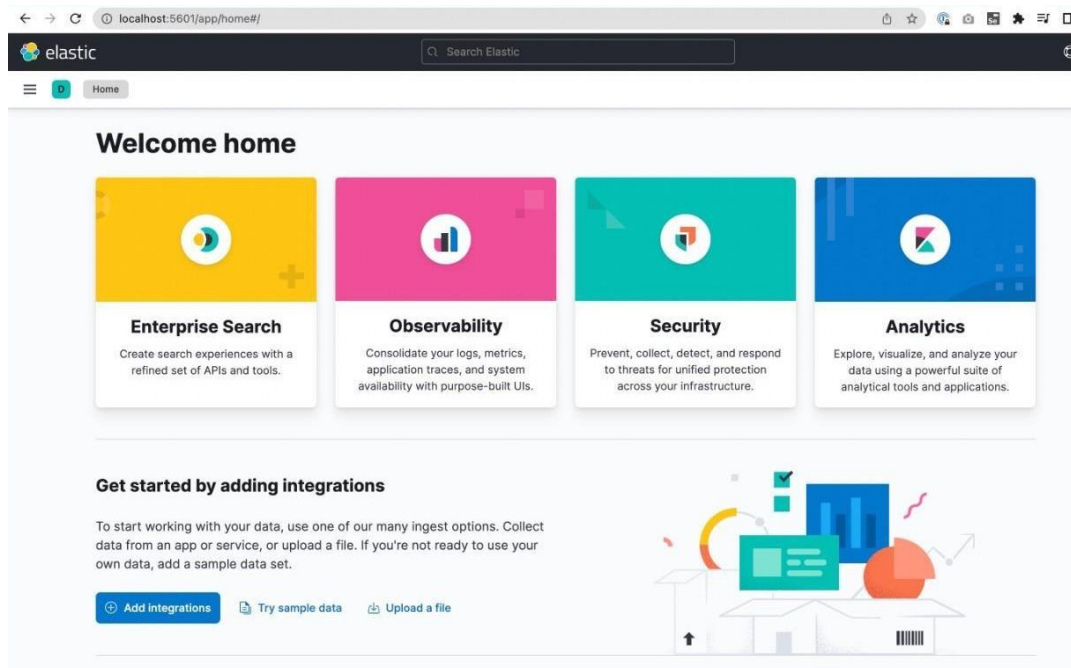 localhost:5601/app/home#/
Se
elastic
Search Elastic
D
Home
Welcome home
Enterprise Search
Create search experiences with a
refined set of APIs and tools.
Observability
Consolidate your logs, metrics,
application traces, and system
availability with purpose-built UIs.
Security
Prevent, collect, detect, and respond
to threats for unified protection
across your infrastructure.
Analytics
Explore, visualize, and analyze your
data using a powerful suite of
analytical tools and applications.
Get started by adding integrations
To start working with your data, use one of our many ingest options. Collect
data from an app or service, or upload a file. If you're not ready to use your
own data, add a sample data set.
Add integrations
Try sample data
Upload a file